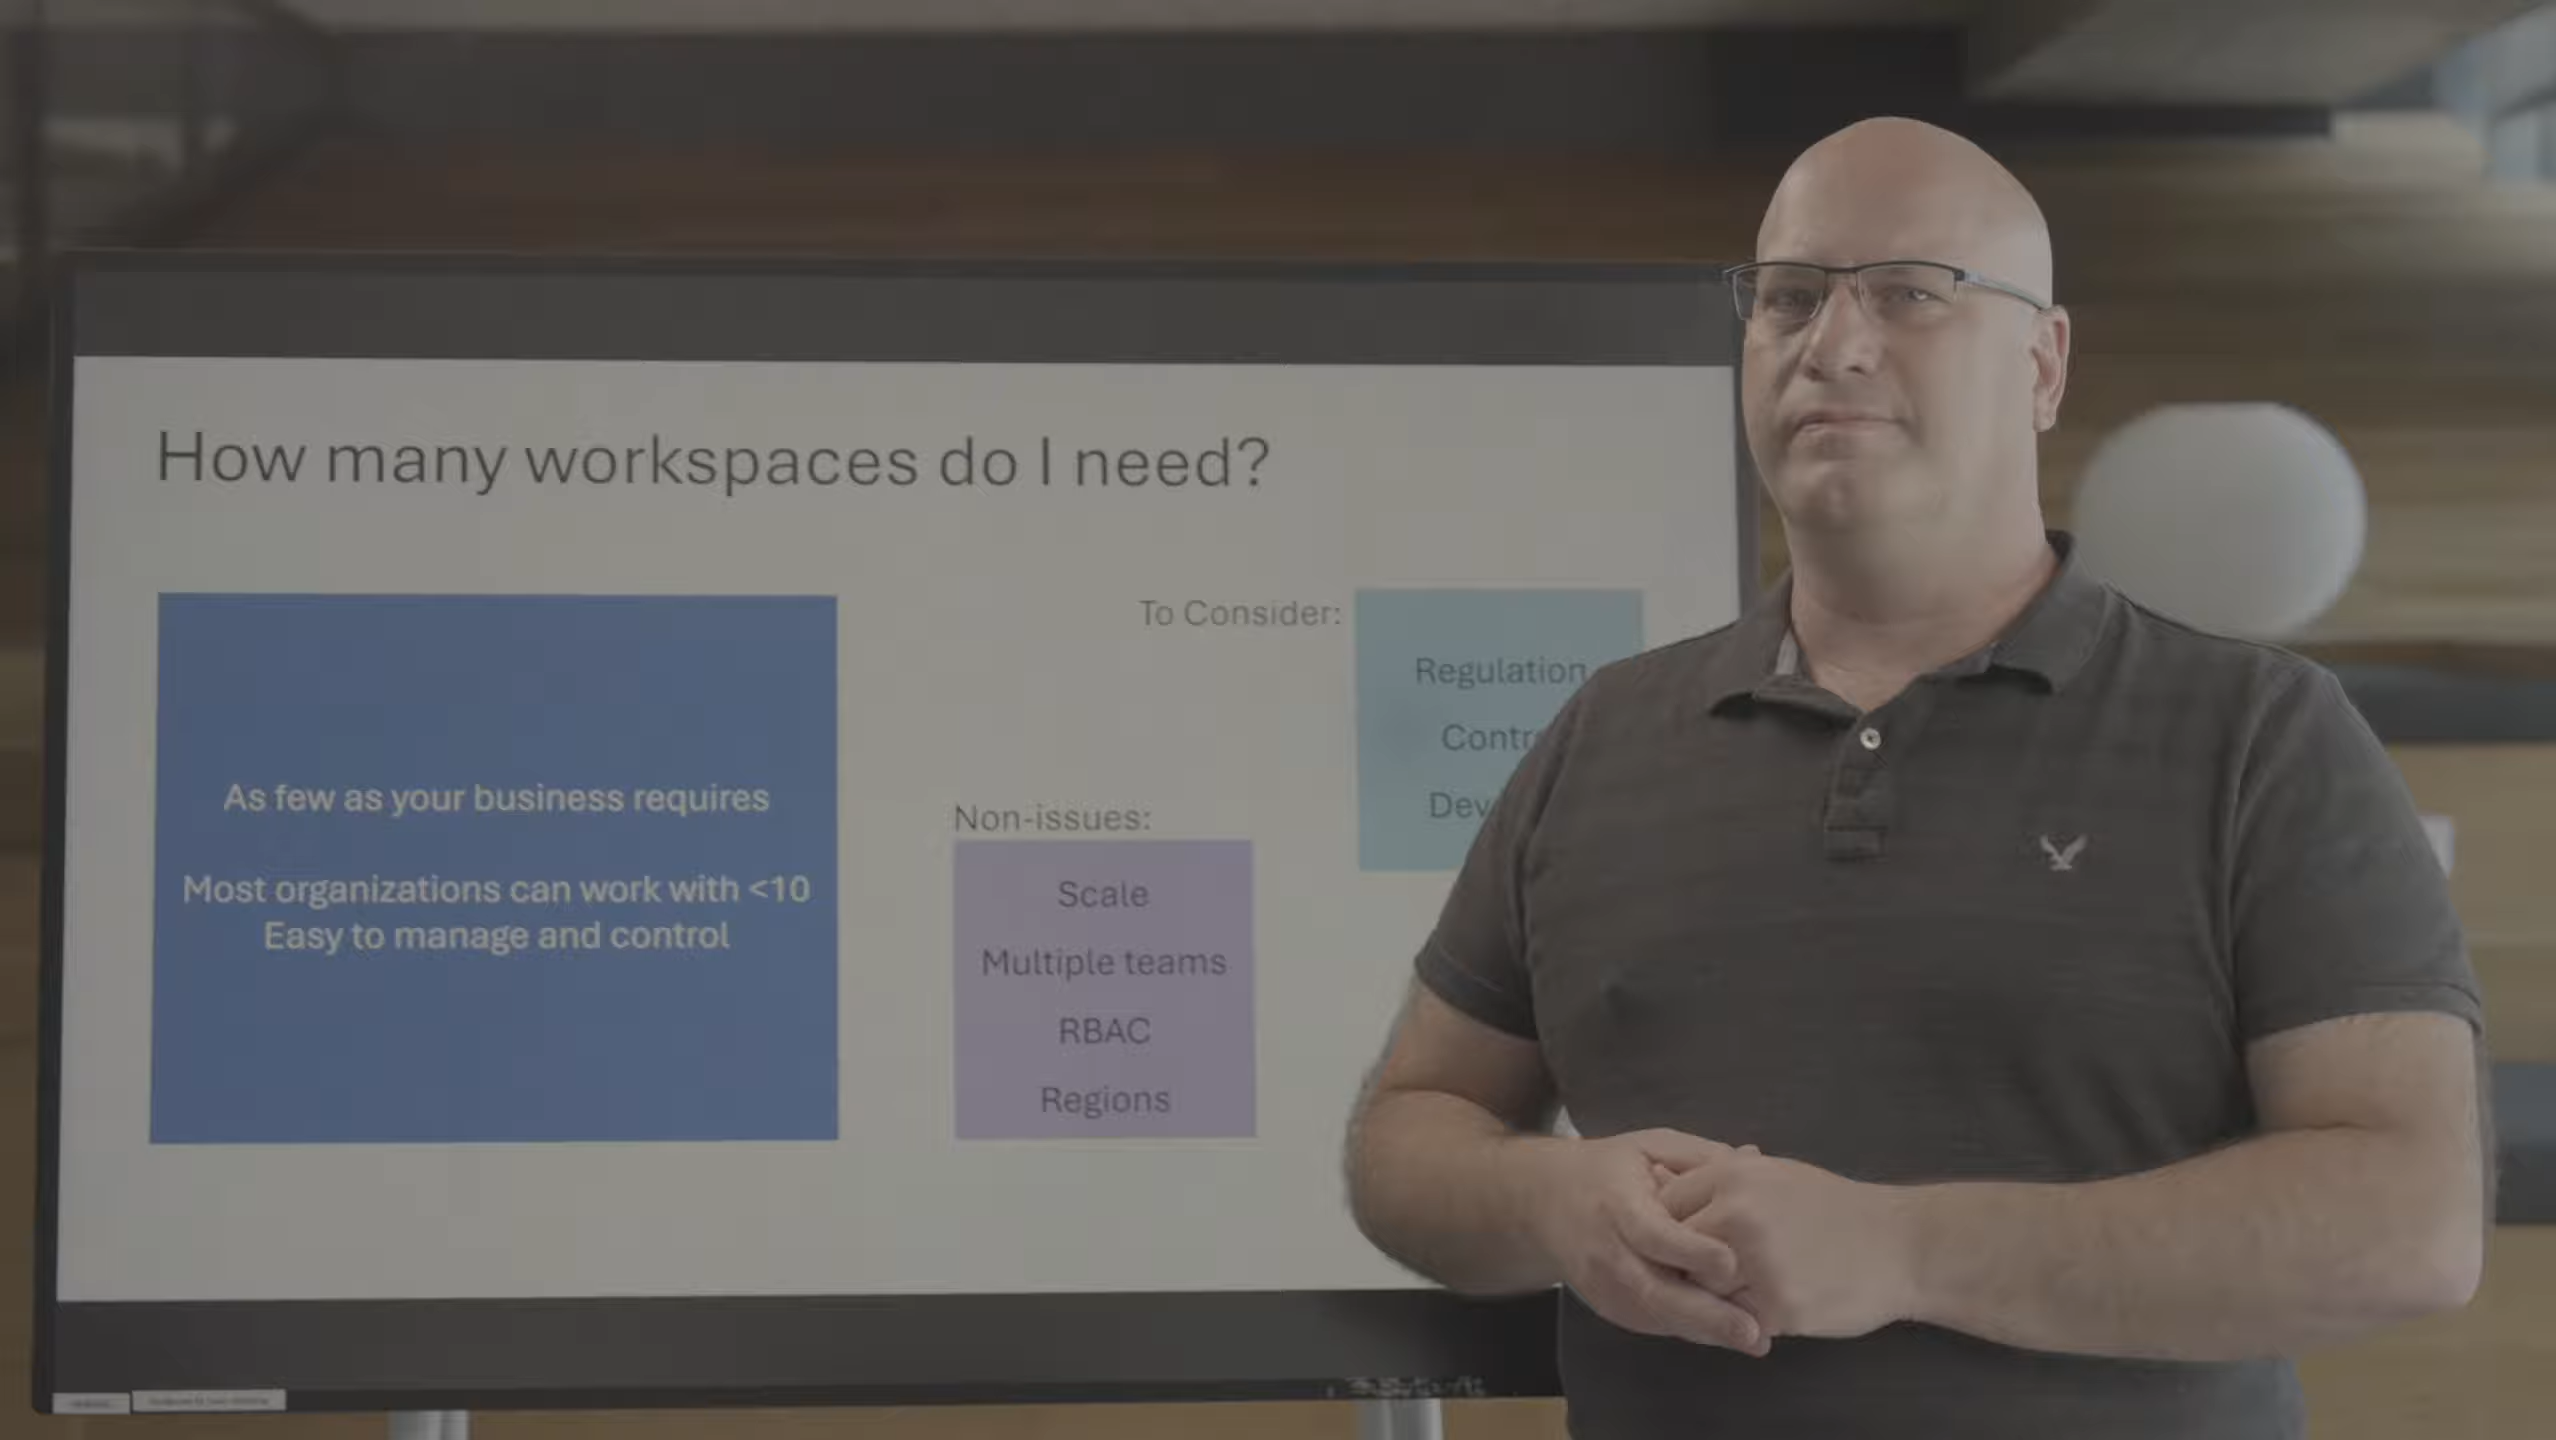 How many workspaces do I need?
As few as your business requires
Most organizations can work with <10
Easy to manage and control
To Consider:
Regulation
Non-issues:
Scale
Multiple teams
RBAC
Regions